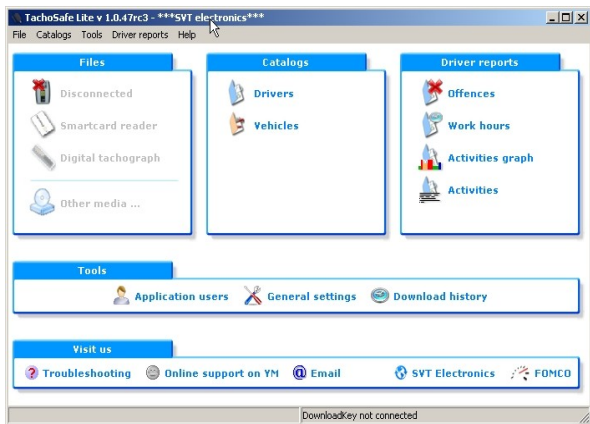 TachoSafe Lite v 1.0.47rc3 - ***SVT electronics***
File Catalogs Tools Driver reports Help
Files
Disconnected
Smartcard reader
Digital tachograph
Other media ...
Catalogs
Drivers
Vehicles
Driver reports
Offences
Work hours
Activities graph
Activities
Tools
Application users General settings Download history
Visit us
Troubleshooting Online support on YM Email SVT Electronics FOMCO
DownloadKey not connected